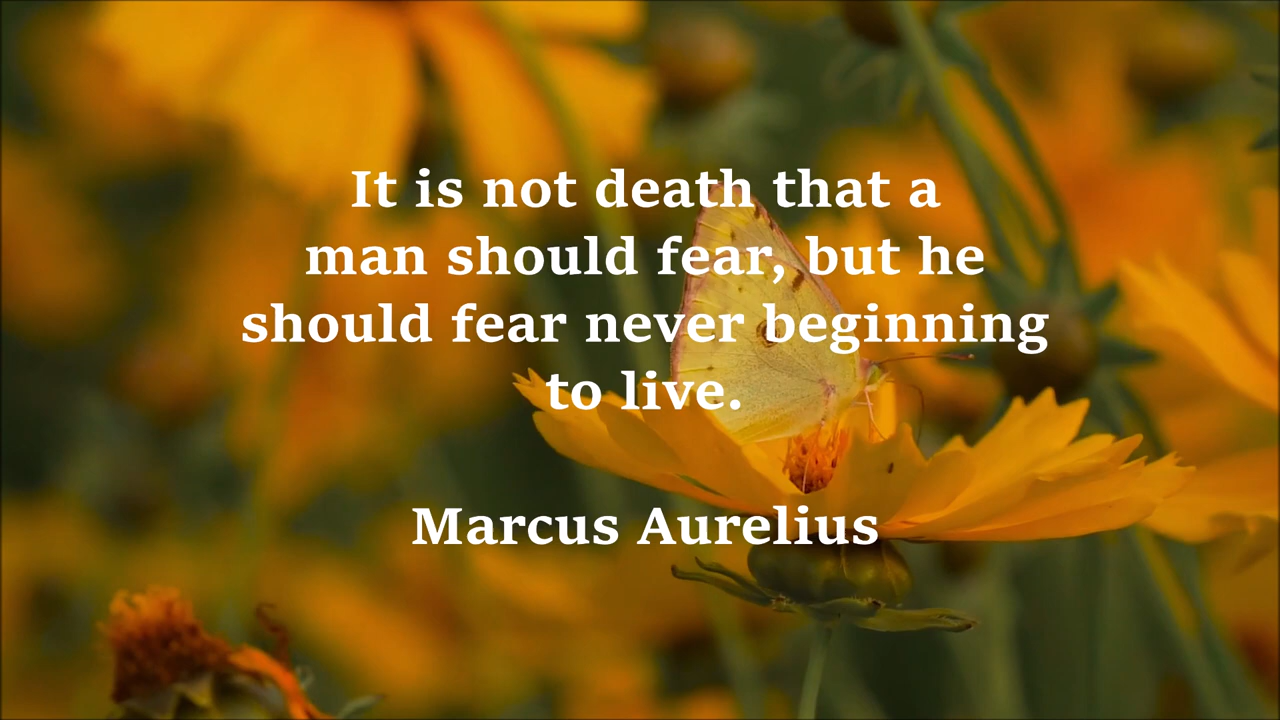 It is not death that a
man should fear, but he
should fear never beginning
to live.
Marcus Aurelius